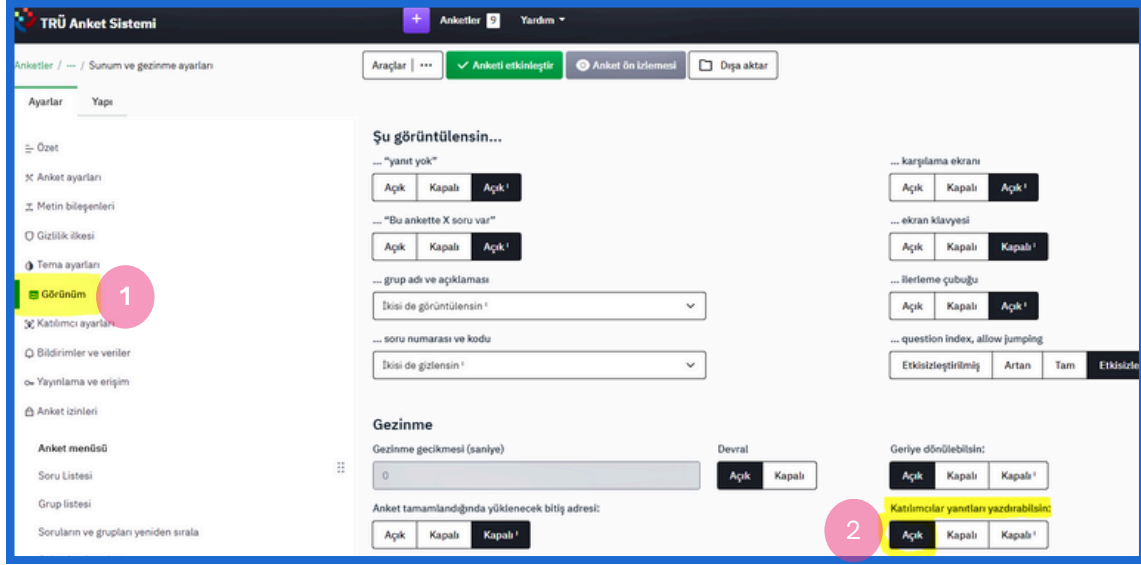 TRÜ Anket Sistemi
+ Anketler 9 Yardım
Anketler / ··· / Sunum ve gezinme ayarları
Araçlar ···
Anketi etkinleştir
Anket ön izlemesi
Dışa aktar
Ayarlar Yapı
Özet
Anket ayarları
Metin bileşenleri
Gizlilik ilkesi
Tema ayarları
Görünüm
1
Katılımcı ayarları
Bildirimler ve veriler
Yayınlama ve erişim
Anket izinleri
Anket menüsü
Soru Listesi
Grup listesi
Soruların ve grupları yeniden sırala
Şu görüntülensin...
... "yanıt yok"
Açık Kapalı Açık ᴵ
... karşılama ekranı
Açık Kapalı Açık ᴵ
... "Bu ankette X soru var"
Açık Kapalı Açık ᴵ
... ekran klavyesi
Açık Kapalı Kapalı ᴵ
... grup adı ve açıklaması
İkisi de görüntülensin ᴵ
... ilerleme çubuğu
Açık Kapalı Açık ᴵ
... soru numarası ve kodu
İkisi de gizlensin ᴵ
... question index, allow jumping
Etkisizleştirilmiş Artan Tam Etkisizle
Gezinme
Gezinme gecikmesi (saniye)
0
Devral
Açık Kapalı
Geriye dönülebilsin:
Açık Kapalı Kapalı ᴵ
Anket tamamlandığında yüklenecek bitiş adresi:
Açık Kapalı Kapalı ᴵ
2
Katılımcılar yanıtları yazdırabilsin:
Açık Kapalı Kapalı ᴵ